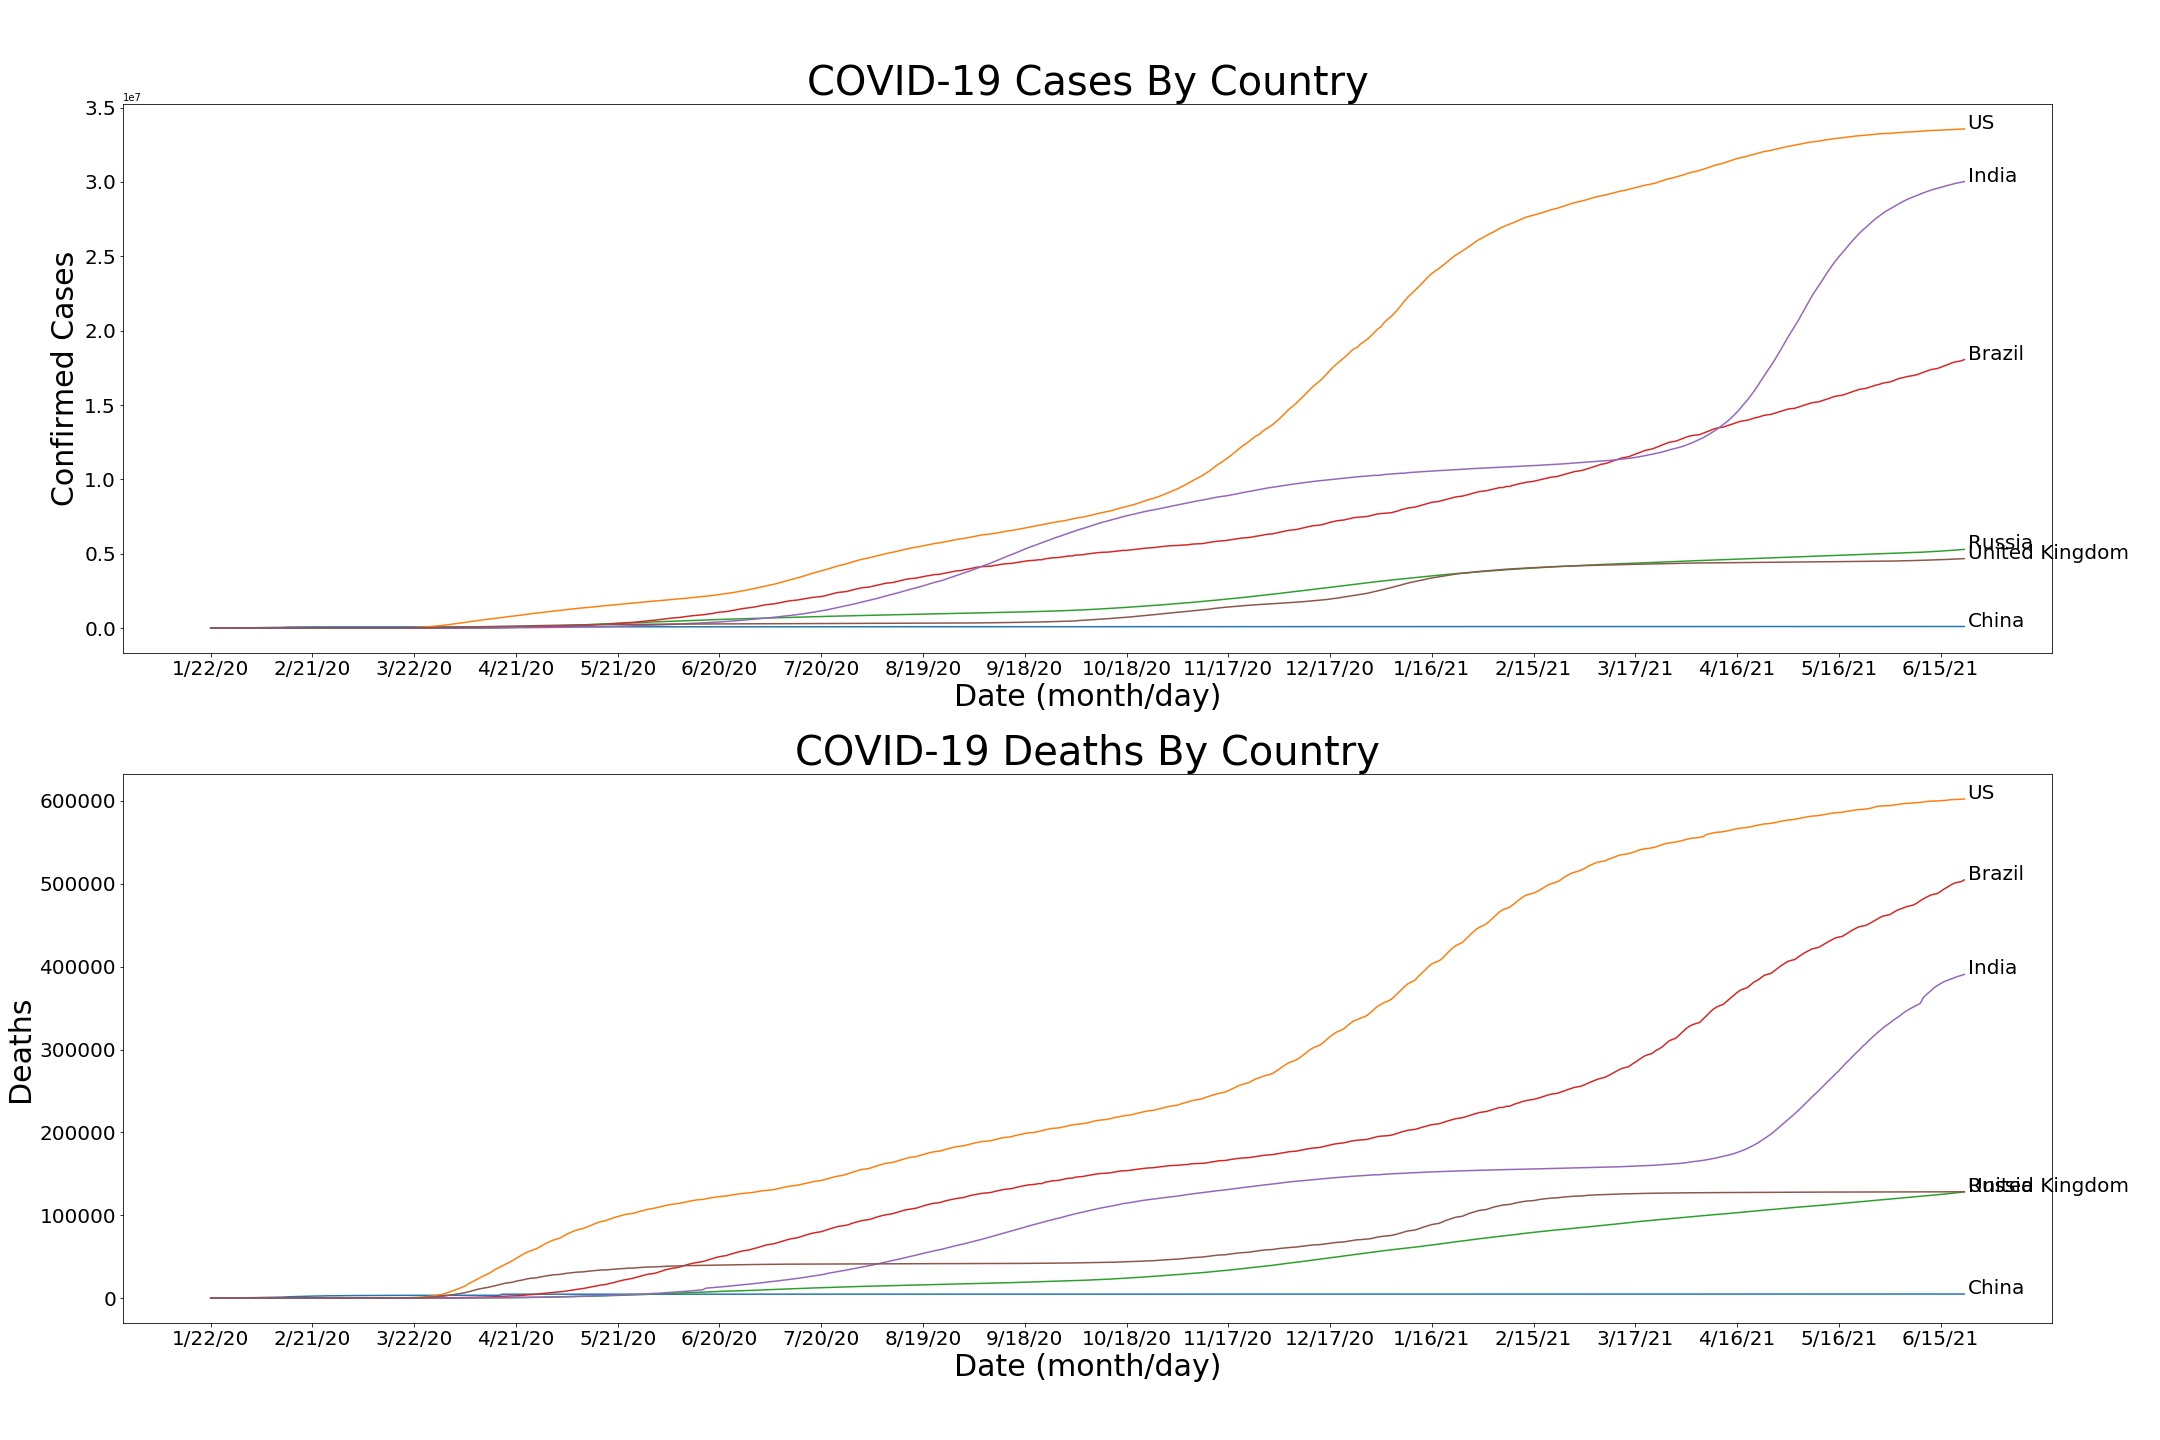 COVID-19 Cases By Country
1e7
3.5
3.0
2.5
2.0
1.5
1.0
0.5
0.0
Confirmed Cases
US
India
Brazil
Russia
United Kingdom
China
1/22/20 2/21/20 3/22/20 4/21/20 5/21/20 6/20/20 7/20/20 8/19/20 9/18/20 10/18/20 11/17/20 12/17/20 1/16/21 2/15/21 3/17/21 4/16/21 5/16/21 6/15/21
Date (month/day)
COVID-19 Deaths By Country
600000
500000
400000
300000
200000
100000
0
Deaths
US
Brazil
India
Russia
United Kingdom
China
1/22/20 2/21/20 3/22/20 4/21/20 5/21/20 6/20/20 7/20/20 8/19/20 9/18/20 10/18/20 11/17/20 12/17/20 1/16/21 2/15/21 3/17/21 4/16/21 5/16/21 6/15/21
Date (month/day)